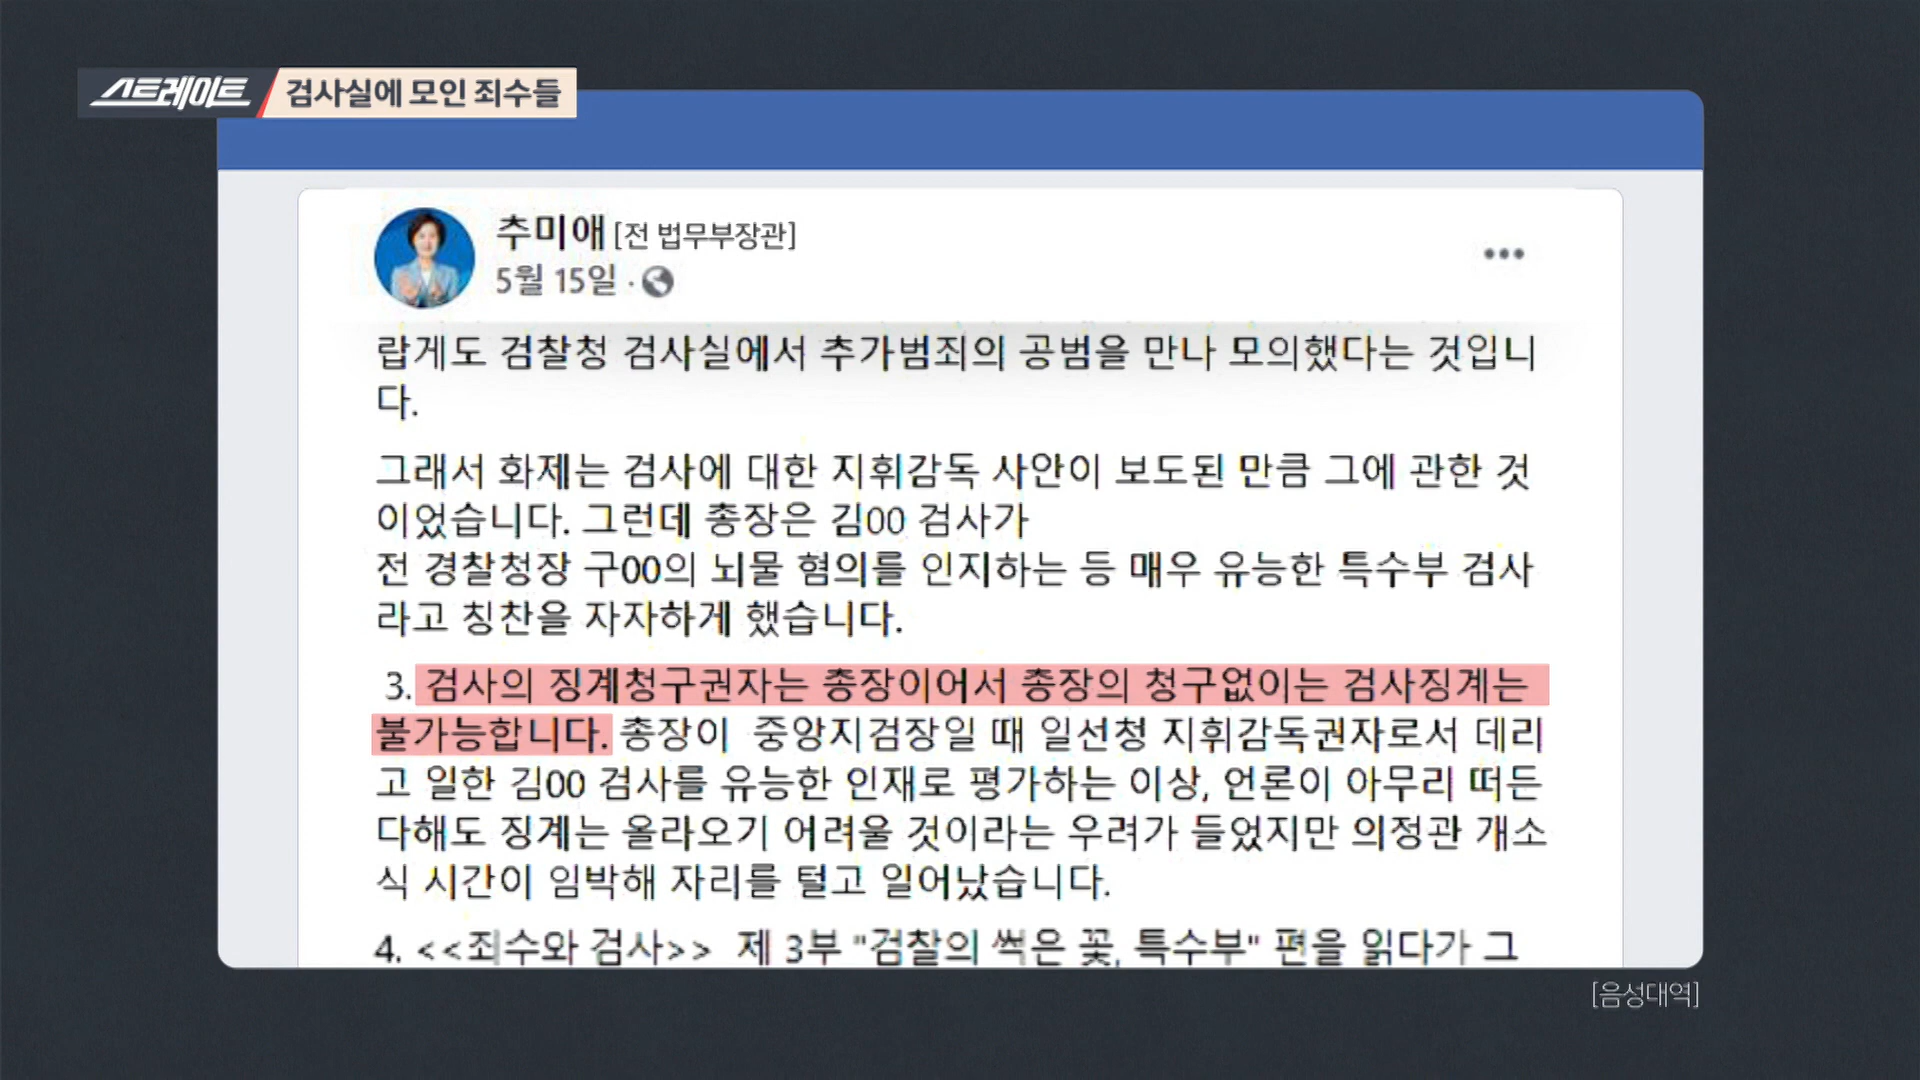 스트레이트 검사실에 모인 죄수들
추미애 [전 법무부장관]
5월 15일 ·
랍게도 검찰청 검사실에서 추가범죄의 공범을 만나 모의했다는 것입니
다.
그래서 화제는 검사에 대한 지휘감독 사안이 보도된 만큼 그에 관한 것
이었습니다. 그런데 총장은 김00 검사가
전 경찰청장 구00의 뇌물 혐의를 인지하는 등 매우 유능한 특수부 검사
라고 칭찬을 자자하게 했습니다.
3. 검사의 징계청구권자는 총장이어서 총장의 청구없이는 검사징계는
불가능합니다. 총장이 중앙지검장일 때 일선청 지휘감독권자로서 데리
고 일한 김00 검사를 유능한 인재로 평가하는 이상, 언론이 아무리 떠든
다해도 징계는 올라오기 어려울 것이라는 우려가 들었지만 의정관 개소
식 시간이 임박해 자리를 털고 일어났습니다.
4. <<죄수와 검사>> 제 3부 "검찰의 썩은 꽃, 특수부" 편을 읽다가 그
[음성대역]